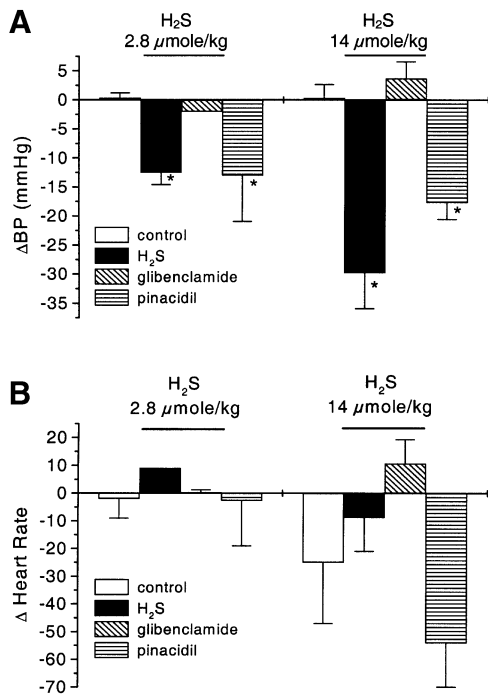 A
H₂S
2.8 µmole/kg
H₂S
14 µmole/kg
ΔBP (mmHg)
5
0
-5
-10
-15
-20
-25
-30
-35
*
*
*
*
control
H₂S
glibenclamide
pinacidil
B
H₂S
2.8 µmole/kg
H₂S
14 µmole/kg
Δ Heart Rate
20
10
0
-10
-20
-30
-40
-50
-60
-70
control
H₂S
glibenclamide
pinacidil